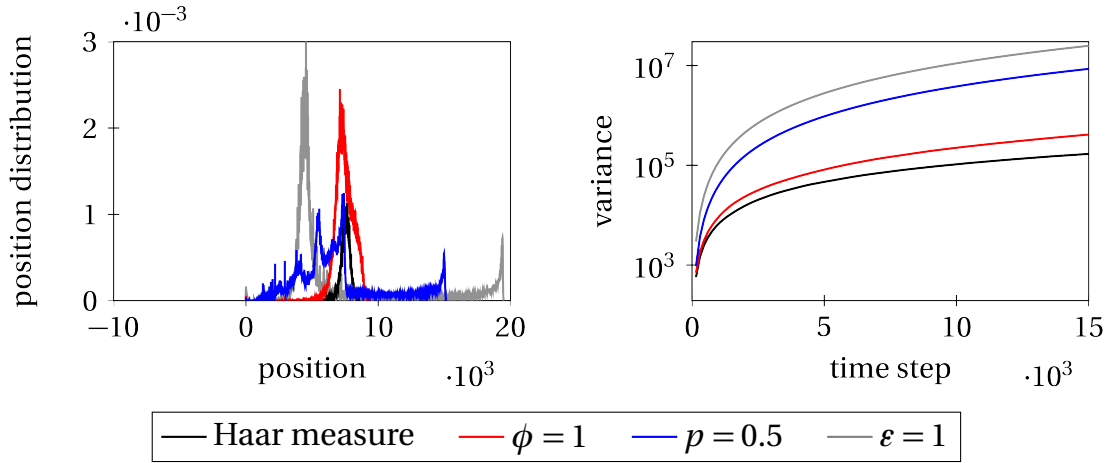 ·10⁻³
3
2
1
0
position distribution
−10 0 10 20
position
·10³
10⁷
10⁵
10³
variance
0 5 10 15
time step
·10³
Haar measure ϕ = 1 p = 0.5 ε = 1